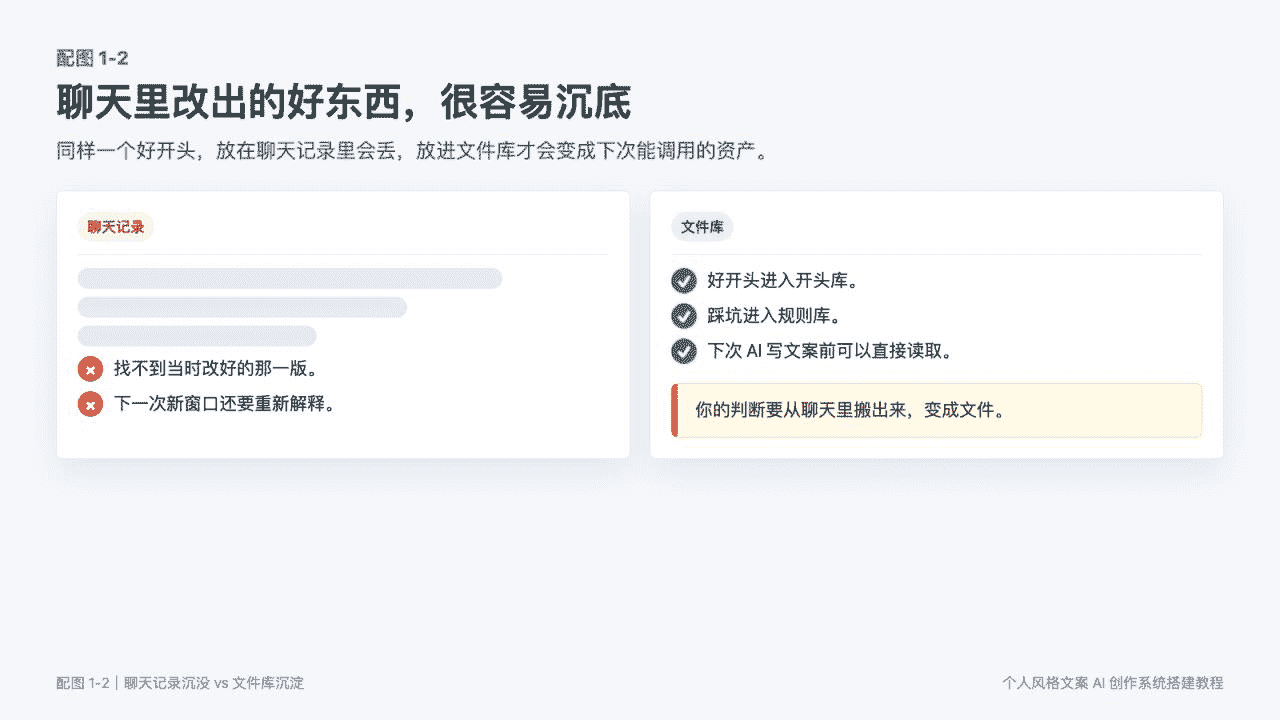 配图 1-2
聊天里改出的好东西，很容易沉底
同样一个好开头，放在聊天记录里会丢，放进文件库才会变成下次能调用的资产。
聊天记录
找不到当时改好的那一版。
下一次新窗口还要重新解释。
文件库
好开头进入开头库。
踩坑进入规则库。
下次 AI 写文案前可以直接读取。
你的判断要从聊天里搬出来，变成文件。
配图 1-2｜聊天记录沉没 vs 文件库沉淀
个人风格文案 AI 创作系统搭建教程